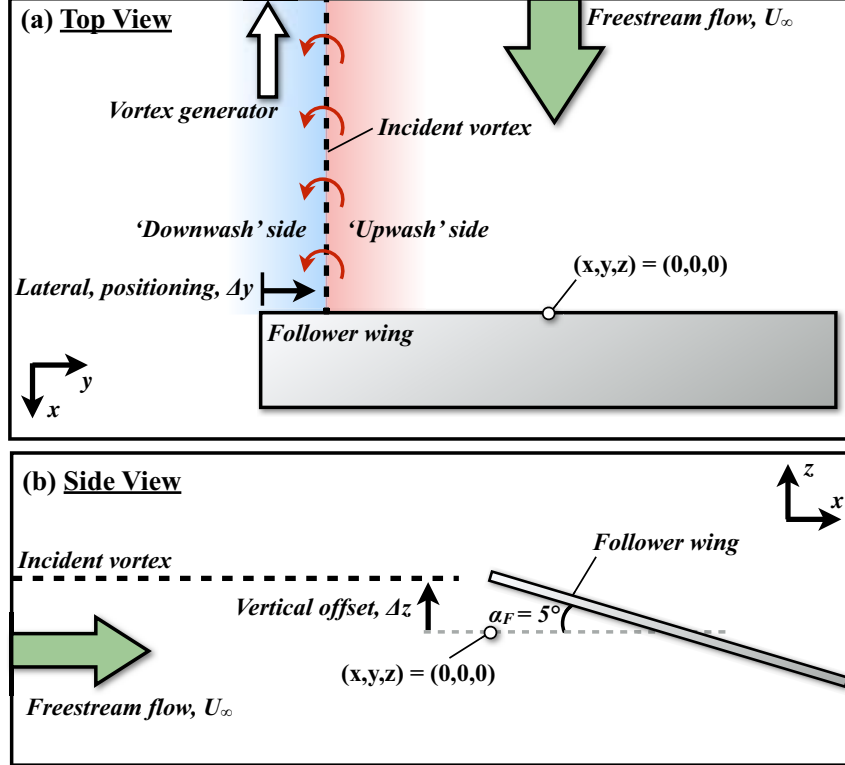 (a) Top View
Freestream flow, U∞
Vortex generator
Incident vortex
‘Downwash’ side
‘Upwash’ side
(x,y,z) = (0,0,0)
Lateral, positioning, Δy
Follower wing
y
x
(b) Side View
z
x
Incident vortex
Follower wing
Vertical offset, Δz
αF = 5°
(x,y,z) = (0,0,0)
Freestream flow, U∞